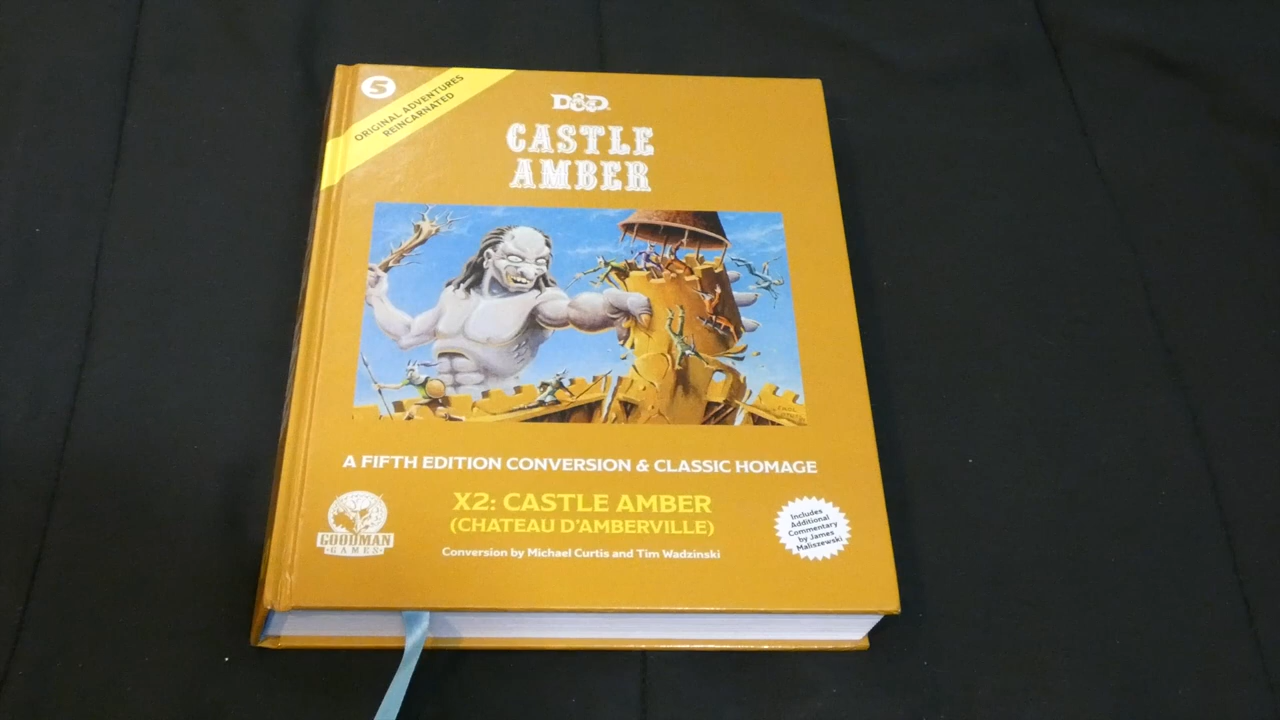 5
ORIGINAL ADVENTURES
REINCARNATED
D&D
CASTLE
AMBER
A FIFTH EDITION CONVERSION & CLASSIC HOMAGE
X2: CASTLE AMBER
(CHATEAU D'AMBERVILLE)
Conversion by Michael Curtis and Tim Wadzinski
GOODMAN
GAMES
Includes
Additional
Commentary
by James
Maliszewski